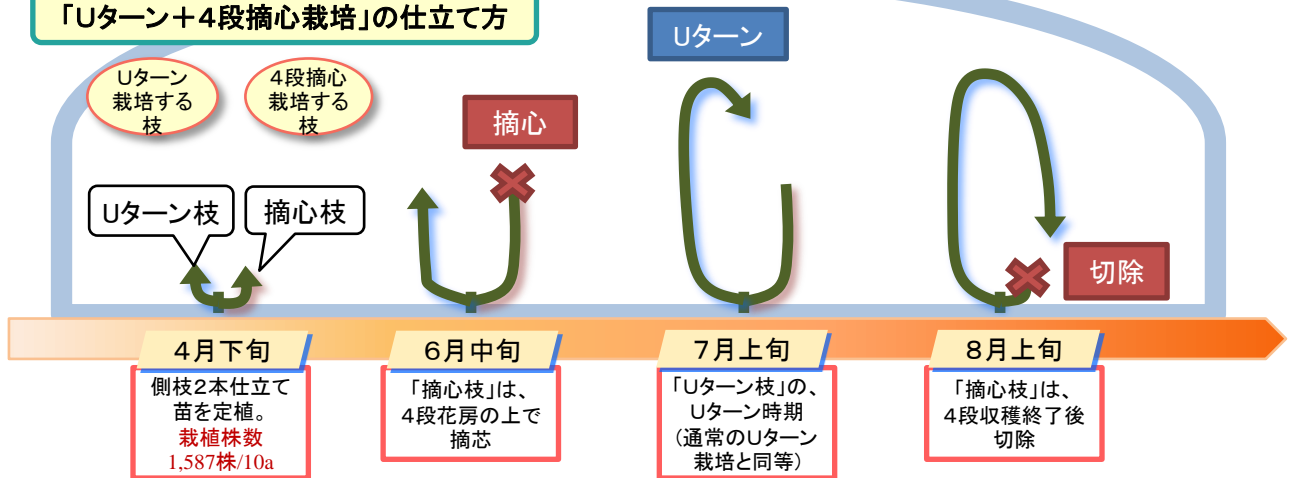 「Uターン＋４段摘心栽培」の仕立て方
Uターン
栽培する
枝
４段摘心
栽培する
枝
Uターン
摘心
Uターン枝
摘心枝
切除
４月下旬
６月中旬
７月上旬
８月上旬
側枝２本仕立て
苗を定植。
栽植株数
1,587株/10a
「摘心枝」は、
４段花房の上で
摘芯
「Uターン枝」の、
Uターン時期
（通常のUターン
栽培と同等）
「摘心枝」は、
４段収穫終了後
切除